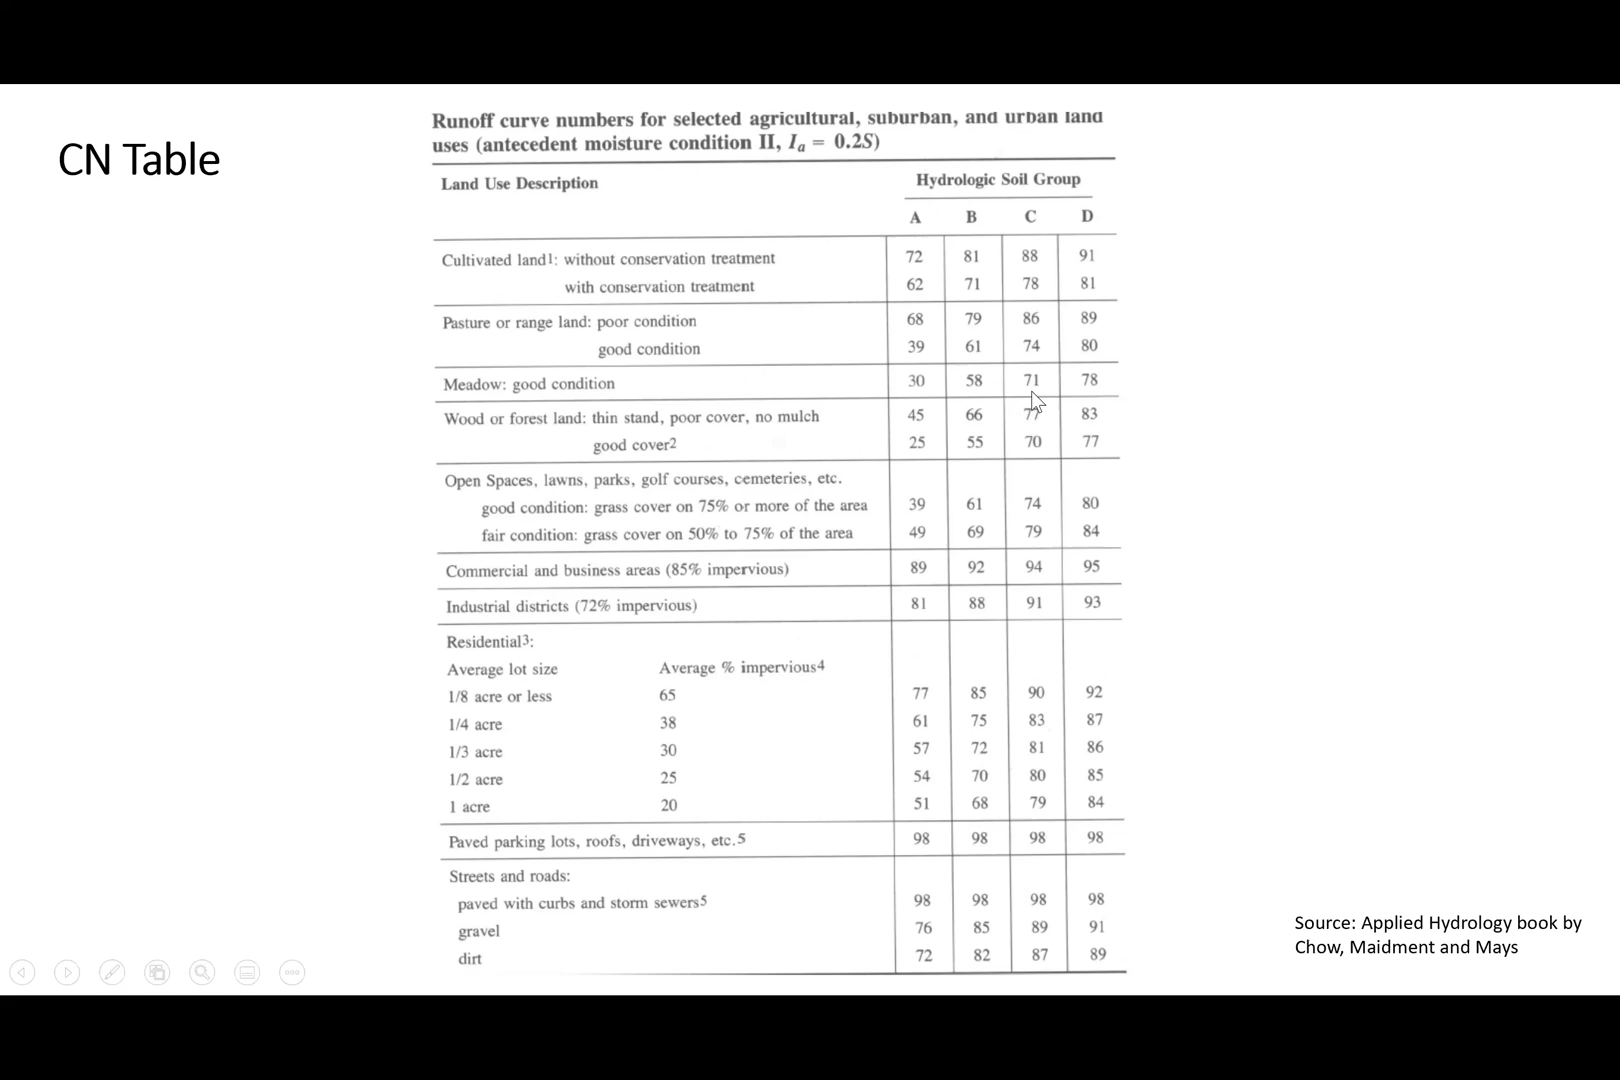 CN Table
Runoff curve numbers for selected agricultural, suburban, and urban land
uses (antecedent moisture condition II, Iₐ = 0.2S)
Land Use Description Hydrologic Soil Group
A B C D
Cultivated land¹: without conservation treatment 72 81 88 91
with conservation treatment 62 71 78 81
Pasture or range land: poor condition 68 79 86 89
good condition 39 61 74 80
Meadow: good condition 30 58 71 78
Wood or forest land: thin stand, poor cover, no mulch 45 66 77 83
good cover² 25 55 70 77
Open Spaces, lawns, parks, golf courses, cemeteries, etc.
good condition: grass cover on 75% or more of the area 39 61 74 80
fair condition: grass cover on 50% to 75% of the area 49 69 79 84
Commercial and business areas (85% impervious) 89 92 94 95
Industrial districts (72% impervious) 81 88 91 93
Residential³:
Average lot size Average % impervious⁴
1/8 acre or less 65 77 85 90 92
1/4 acre 38 61 75 83 87
1/3 acre 30 57 72 81 86
1/2 acre 25 54 70 80 85
1 acre 20 51 68 79 84
Paved parking lots, roofs, driveways, etc.⁵ 98 98 98 98
Streets and roads:
paved with curbs and storm sewers⁵ 98 98 98 98
gravel 76 85 89 91
dirt 72 82 87 89
Source: Applied Hydrology book by
Chow, Maidment and Mays